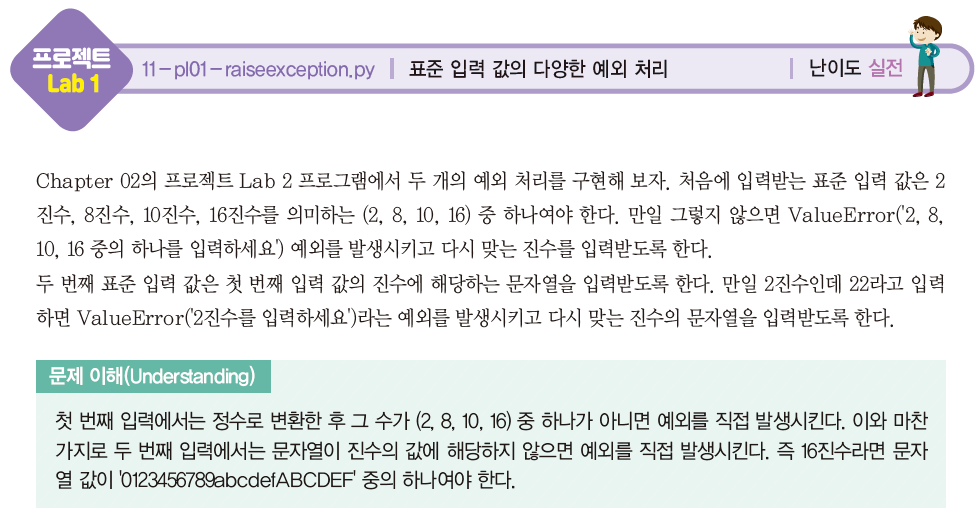 프로젝트
Lab 1
11-pl01-raiseexception.py | 표준 입력 값의 다양한 예외 처리 | 난이도 실전
Chapter 02의 프로젝트 Lab 2 프로그램에서 두 개의 예외 처리를 구현해 보자. 처음에 입력받는 표준 입력 값은 2
진수, 8진수, 10진수, 16진수를 의미하는 (2, 8, 10, 16) 중 하나여야 한다. 만일 그렇지 않으면 ValueError('2, 8,
10, 16 중의 하나를 입력하세요') 예외를 발생시키고 다시 맞는 진수를 입력받도록 한다.
두 번째 표준 입력 값은 첫 번째 입력 값의 진수에 해당하는 문자열을 입력받도록 한다. 만일 2진수인데 22라고 입력
하면 ValueError('2진수를 입력하세요')라는 예외를 발생시키고 다시 맞는 진수의 문자열을 입력받도록 한다.
문제 이해(Understanding)
첫 번째 입력에서는 정수로 변환한 후 그 수가 (2, 8, 10, 16) 중 하나가 아니면 예외를 직접 발생시킨다. 이와 마찬
가지로 두 번째 입력에서는 문자열이 진수의 값에 해당하지 않으면 예외를 직접 발생시킨다. 즉 16진수라면 문자
열 값이 '0123456789abcdefABCDEF' 중의 하나여야 한다.